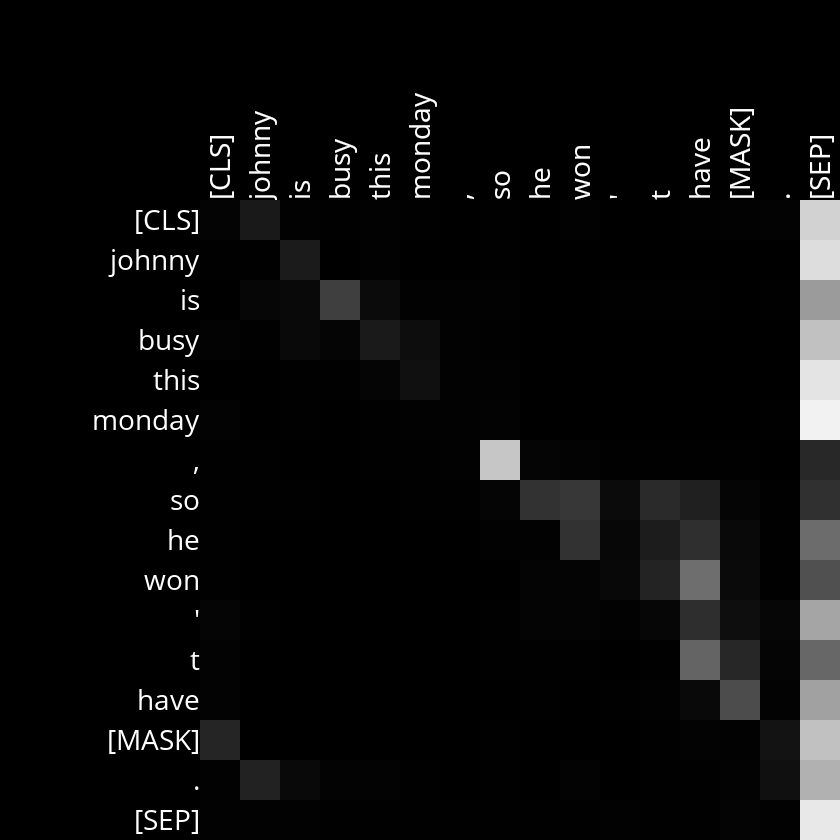 [CLS] johnny is busy this monday , so he won ' t have [MASK] . [SEP]
[CLS]
johnny
is
busy
this
monday
,
so
he
won
'
t
have
[MASK]
.
[SEP]